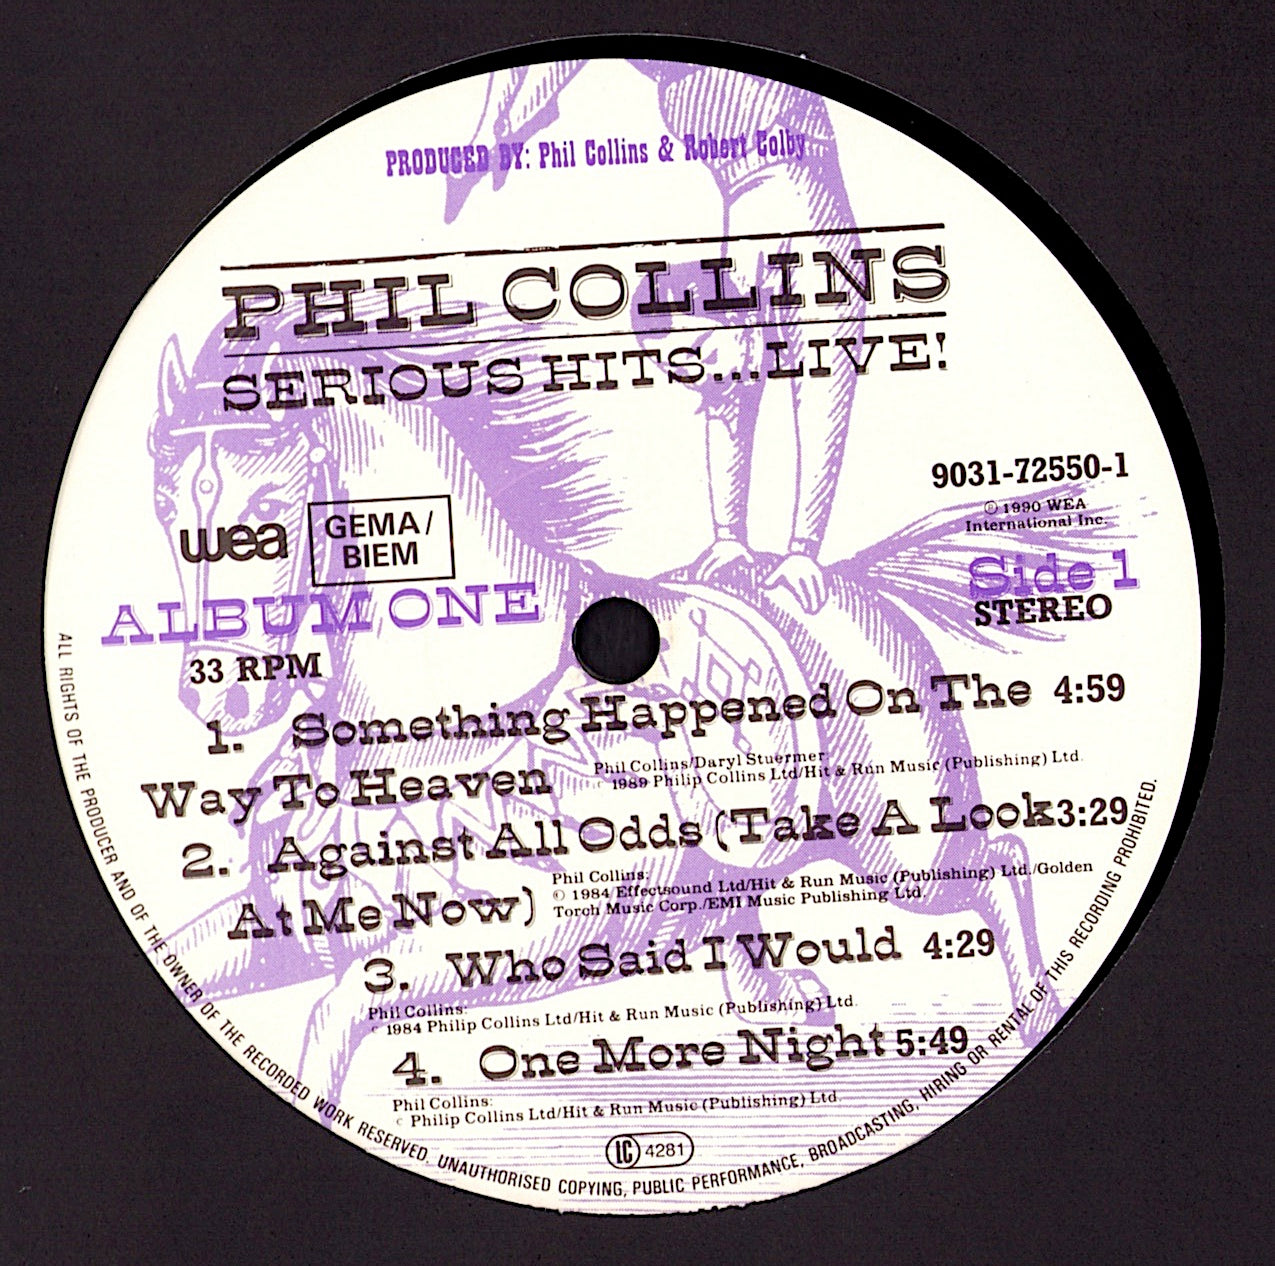 PRODUCED BY: Phil Collins & Robert Colby
PHIL COLLINS
SERIOUS HITS...LIVE!
9031-72550-1
℗ 1990 WEA
International Inc.
wea
GEMA/
BIEM
Side 1
STEREO
ALBUM ONE
33 RPM
1. Something Happened On The 4:59
Way To Heaven
Phil Collins/Daryl Stuermer:
c 1989 Philip Collins Ltd/Hit & Run Music (Publishing) Ltd.
2. Against All Odds (Take A Look 3:29
At Me Now)
Phil Collins:
© 1984 Effectsound Ltd/Hit & Run Music (Publishing) Ltd./Golden
Torch Music Corp./EMI Music Publishing Ltd.
3. Who Said I Would 4:29
Phil Collins:
c 1984 Philip Collins Ltd/Hit & Run Music (Publishing) Ltd.
4. One More Night 5:49
Phil Collins:
c Philip Collins Ltd/Hit & Run Music (Publishing) Ltd.
LC 4281
ALL RIGHTS OF THE PRODUCER AND OF THE OWNER OF THE RECORDED WORK RESERVED. UNAUTHORISED COPYING, PUBLIC PERFORMANCE, BROADCASTING, HIRING OR RENTAL OF THIS RECORDING PROHIBITED.